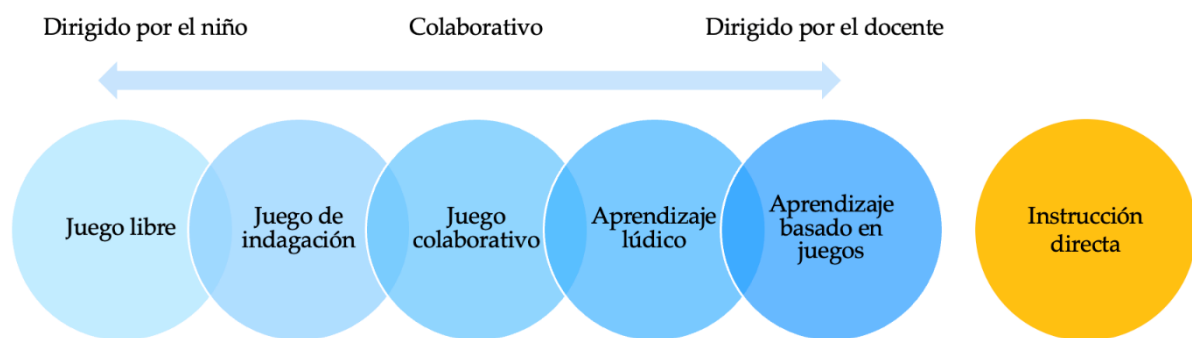 Dirigido por el niño
Colaborativo
Dirigido por el docente
Juego libre
Juego de
indagación
Juego
colaborativo
Aprendizaje
lúdico
Aprendizaje
basado en
juegos
Instrucción
directa